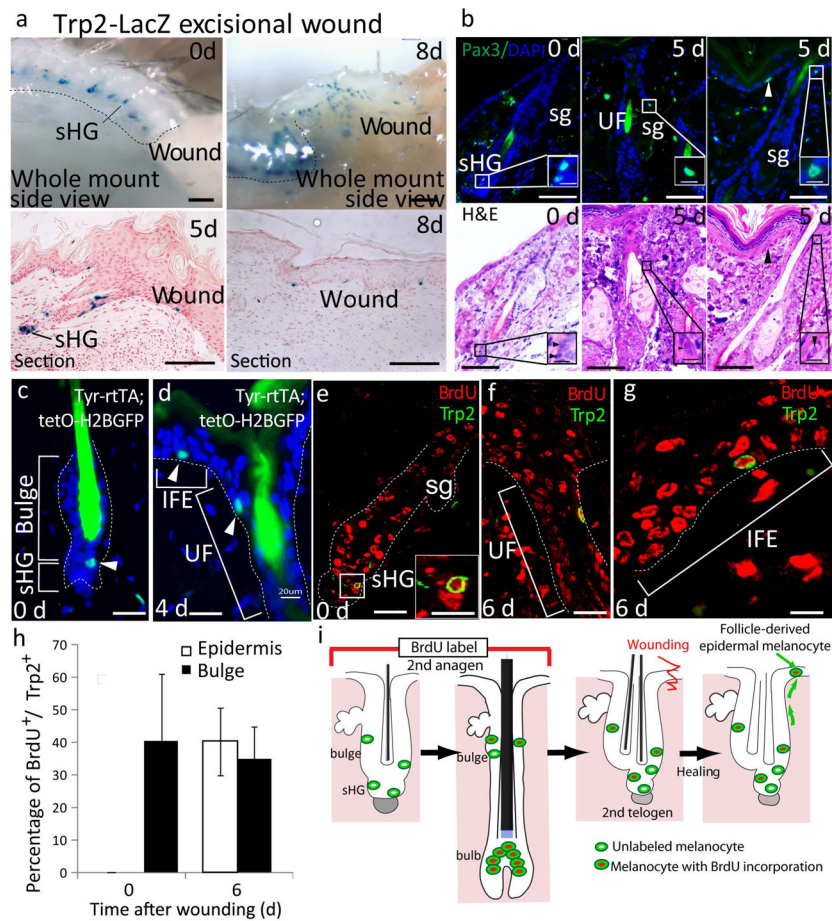 a Trp2-LacZ excisional wound
0d
sHG
Wound
Whole mount
side view
8d
Wound
Whole mount
side view
5d
Wound
sHG
Section
8d
Wound
Section
b
Pax3/DAPI
0 d
sg
sHG
5 d
UF
sg
5 d
sg
H&E
0 d
5 d
5 d
c
Tyr-rtTA;
tetO-H2BGFP
Bulge
sHG
0 d
d
Tyr-rtTA;
tetO-H2BGFP
IFE
UF
20um
4 d
e
BrdU
Trp2
sg
sHG
0 d
f
BrdU
Trp2
UF
6 d
g
IFE
6 d
h
Percentage of BrdU⁺/ Trp2⁺
70
60
50
40
30
20
10
0
Epidermis
Bulge
0 6
Time after wounding (d)
i
BrdU label
2nd anagen
Wounding
Follicle-derived
epidermal melanocyte
bulge
sHG
bulge
bulb
2nd telogen
Healing
Unlabeled melanocyte
Melanocyte with BrdU incorporation